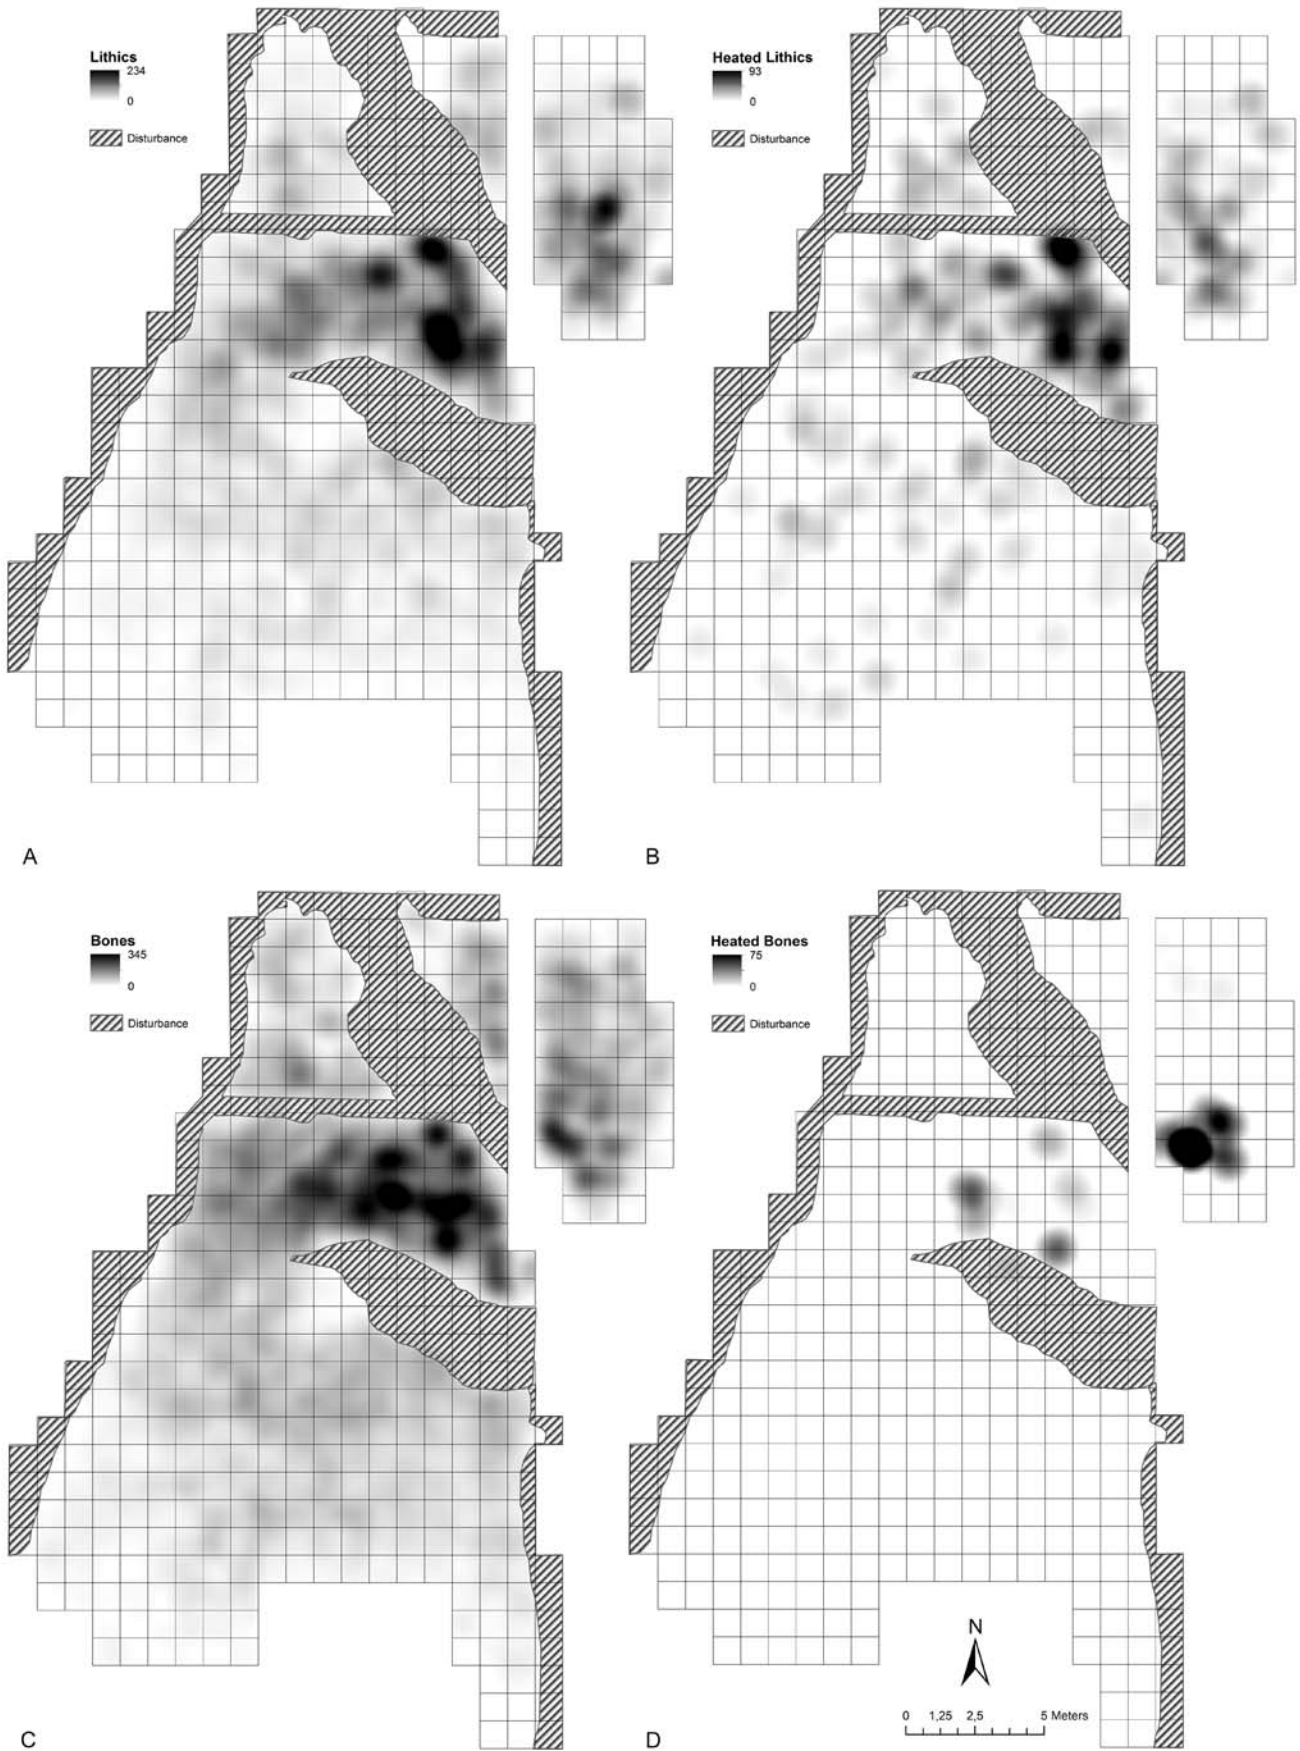 Lithics
234
0
Disturbance
A
Heated Lithics
93
0
Disturbance
B
Bones
345
0
Disturbance
C
Heated Bones
75
0
Disturbance
N
0 1,25 2,5 5 Meters
D